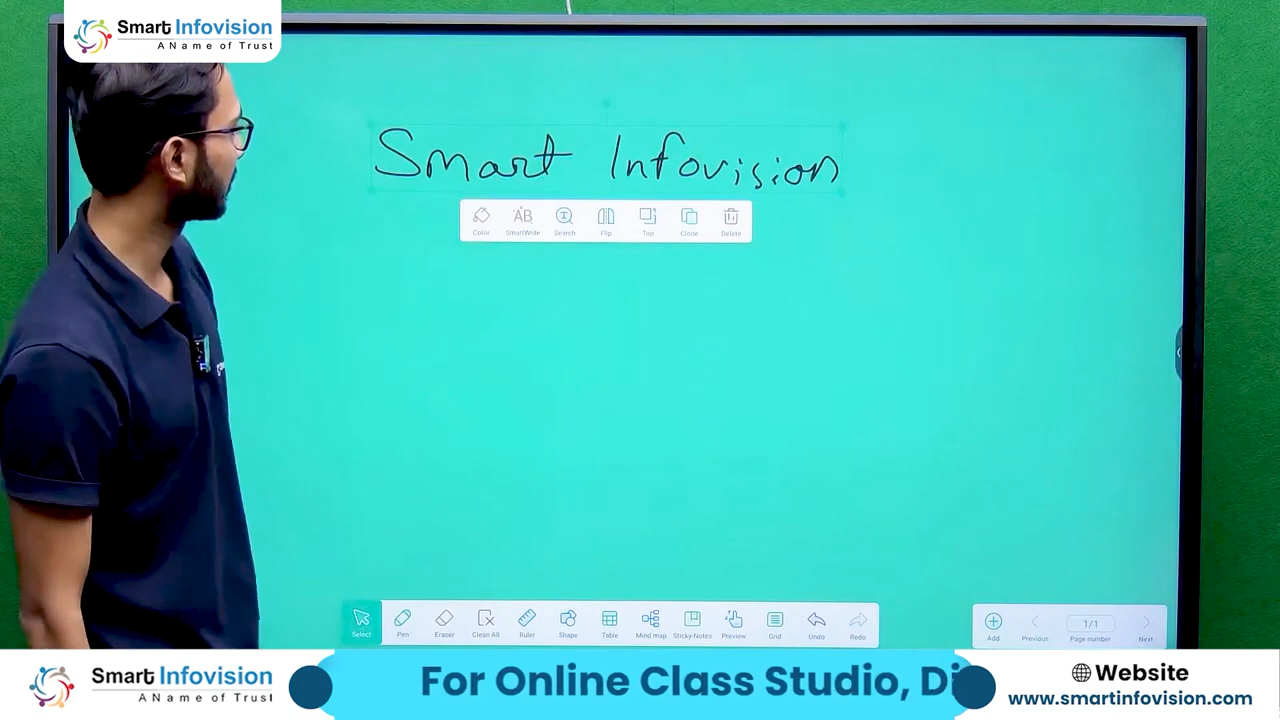 Smart Infovision
A Name of Trust
Smart Infovision
Color SmartWrite Search Flip Top Clone Delete
Select Pen Eraser Clean All Ruler Shape Table Mind map Sticky-Notes Preview Grid Undo Redo
Add Previous 1/1 Page number Next
Smart Infovision
A Name of Trust
For Online Class Studio, Di
Website
www.smartinfovision.com